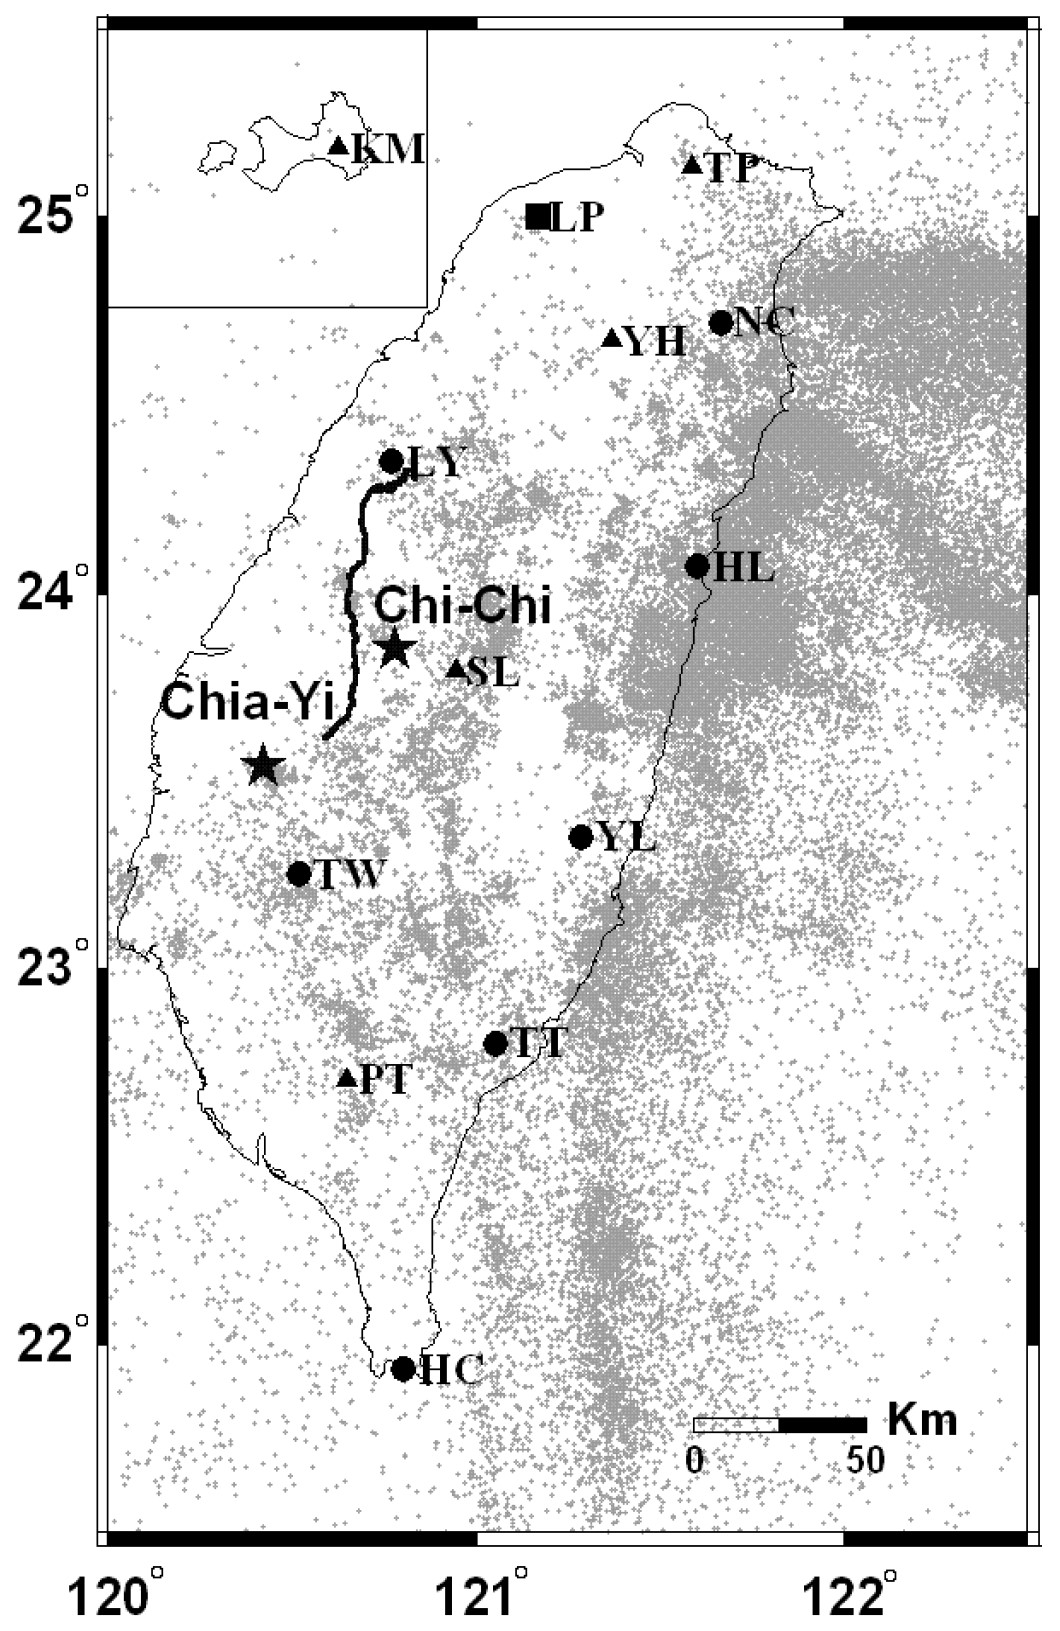 KM
TP
25°
LP
NC
YH
LY
HL
24°
Chi-Chi
SL
Chia-Yi
YL
TW
23°
TT
PT
22°
HC
Km
0 50
120° 121° 122°